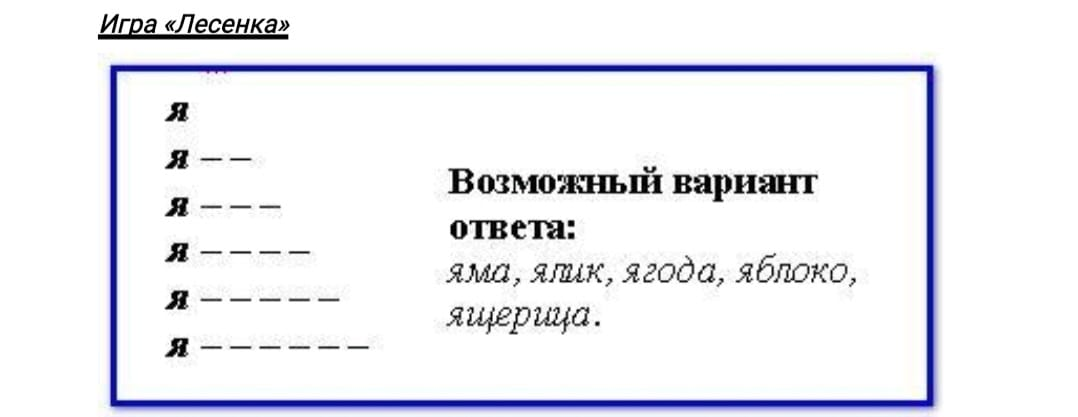 Игра «Лесенка»
я
я – –
я – – –
я – – – –
я – – – – –
я – – – – – –
Возможный вариант
ответа:
яма, ялик, ягода, яблоко,
ящерица.